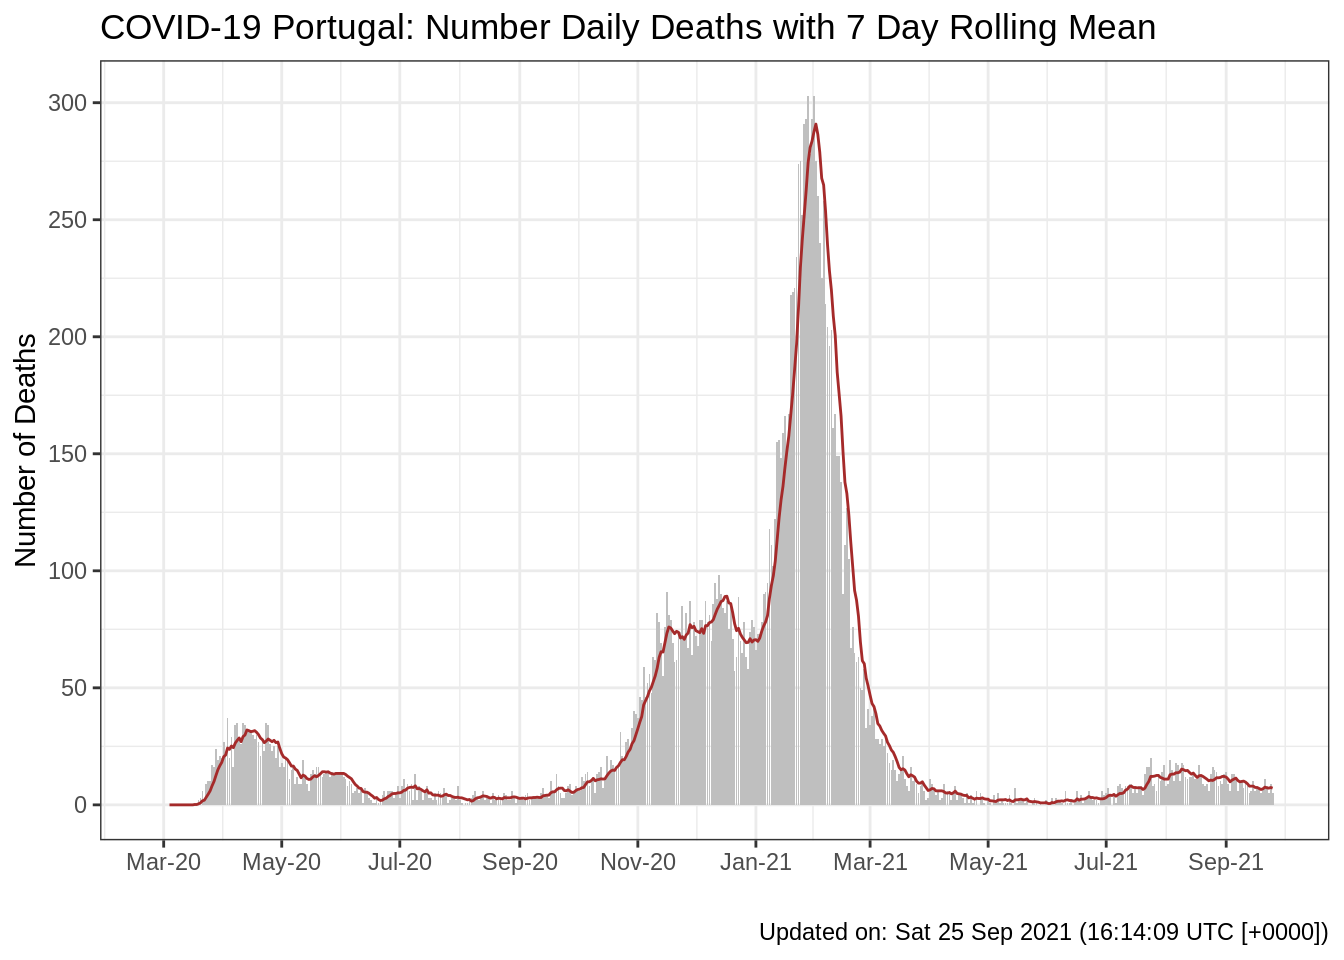 COVID-19 Portugal: Number Daily Deaths with 7 Day Rolling Mean
Number of Deaths
300
250
200
150
100
50
0
Mar-20 May-20 Jul-20 Sep-20 Nov-20 Jan-21 Mar-21 May-21 Jul-21 Sep-21
Updated on: Sat 25 Sep 2021 (16:14:09 UTC [+0000])